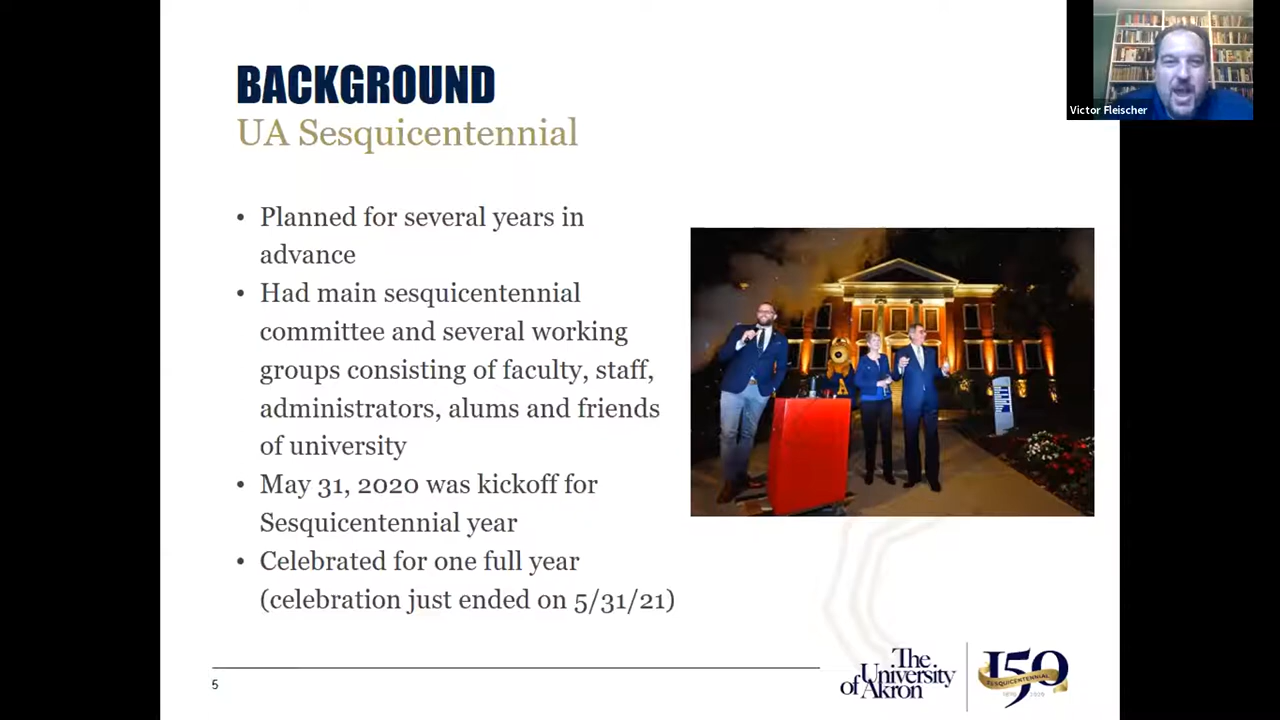 BACKGROUND
UA Sesquicentennial
Victor Fleischer
• Planned for several years in
advance
• Had main sesquicentennial
committee and several working
groups consisting of faculty, staff,
administrators, alums and friends
of university
• May 31, 2020 was kickoff for
Sesquicentennial year
• Celebrated for one full year
(celebration just ended on 5/31/21)
5
The
University
of Akron
150
SESQUICENTENNIAL